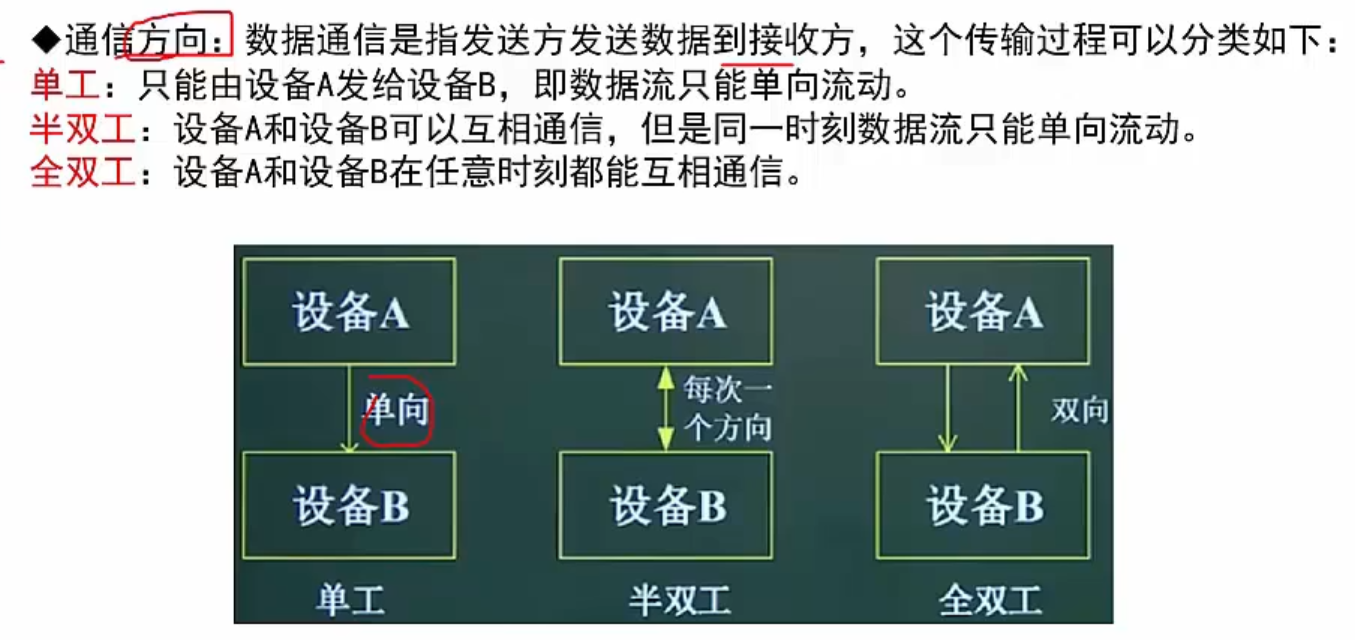 ◆通信方向：数据通信是指发送方发送数据到接收方，这个传输过程可以分类如下：
单工：只能由设备A发给设备B，即数据流只能单向流动。
半双工：设备A和设备B可以互相通信，但是同一时刻数据流只能单向流动。
全双工：设备A和设备B在任意时刻都能互相通信。
设备A
设备A
设备A
单向
每次一
个方向
双向
设备B
设备B
设备B
单工
半双工
全双工